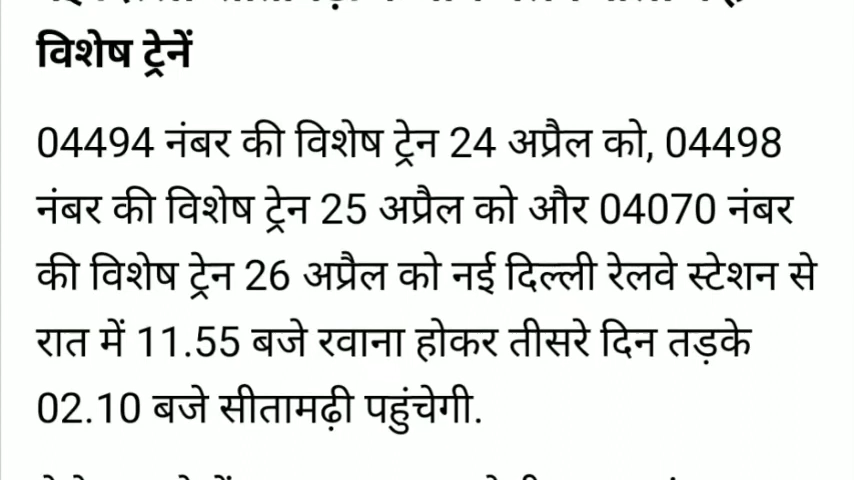 विशेष ट्रेनें
04494 नंबर की विशेष ट्रेन 24 अप्रैल को, 04498
नंबर की विशेष ट्रेन 25 अप्रैल को और 04070 नंबर
की विशेष ट्रेन 26 अप्रैल को नई दिल्ली रेलवे स्टेशन से
रात में 11.55 बजे रवाना होकर तीसरे दिन तड़के
02.10 बजे सीतामढ़ी पहुंचेगी.